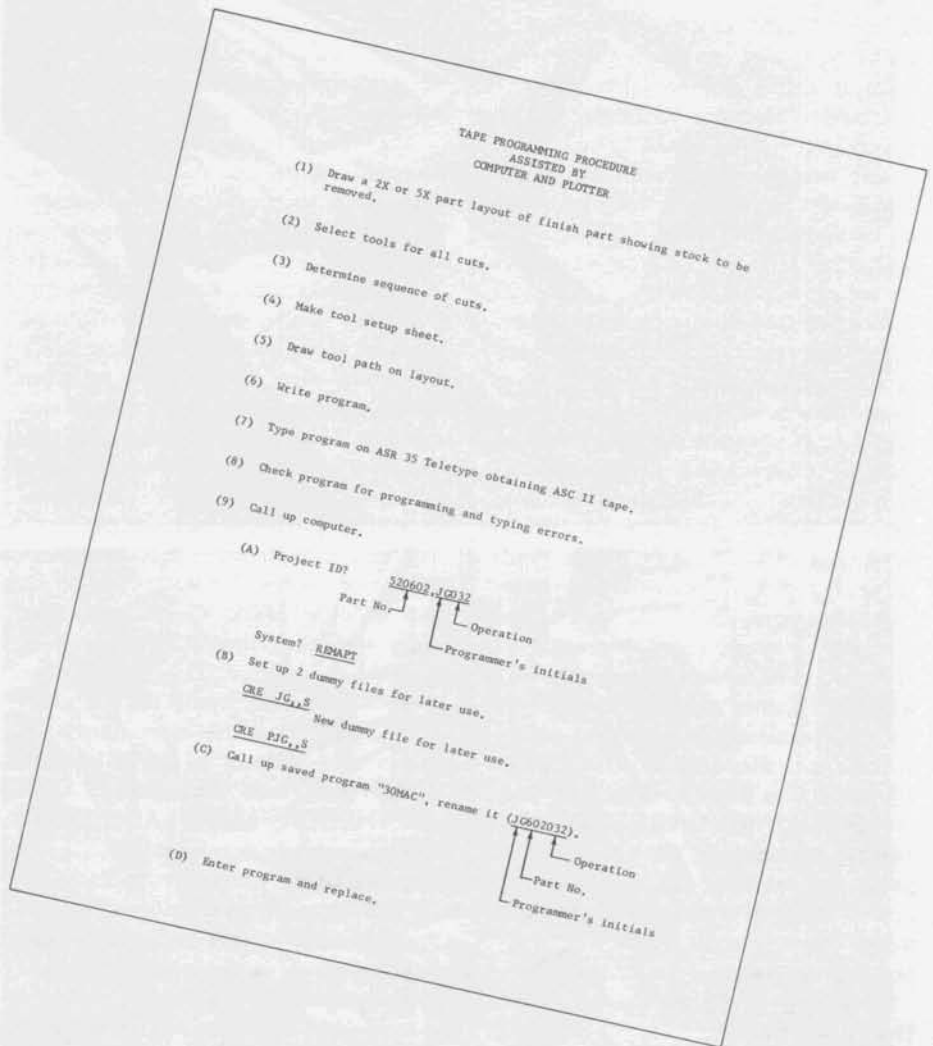 TAPE PROGRAMMING PROCEDURE
ASSISTED BY
COMPUTER AND PLOTTER
(1) Draw a 2X or 5X part layout of finish part showing stock to be
removed.
(2) Select tools for all cuts.
(3) Determine sequence of cuts.
(4) Make tool setup sheet.
(5) Draw tool path on layout.
(6) Write program.
(7) Type program on ASR 35 Teletype obtaining ASC II tape.
(8) Check program for programming and typing errors.
(9) Call up computer.
(A) Project ID?
520602,JG032
Part No.
Operation
Programmer's initials
System? REMAPT
(B) Set up 2 dummy files for later use.
CRE JG,,S
New dummy file for later use.
CRE PJG,,S
(C) Call up saved program "30MAC", rename it (JG602032).
Operation
Part No.
Programmer's initials
(D) Enter program and replace.